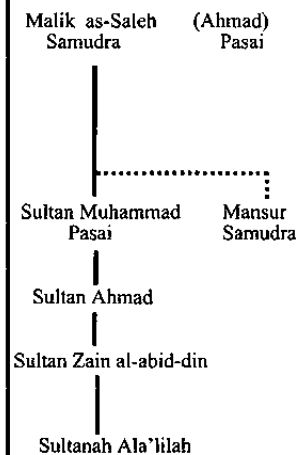 Malik as-Saleh (Ahmad)
Samudra Pasai
Sultan Muhammad Mansur
Pasai Samudra
Sultan Ahmad
Sultan Zain al-abid-din
Sultanah Ala'lilah